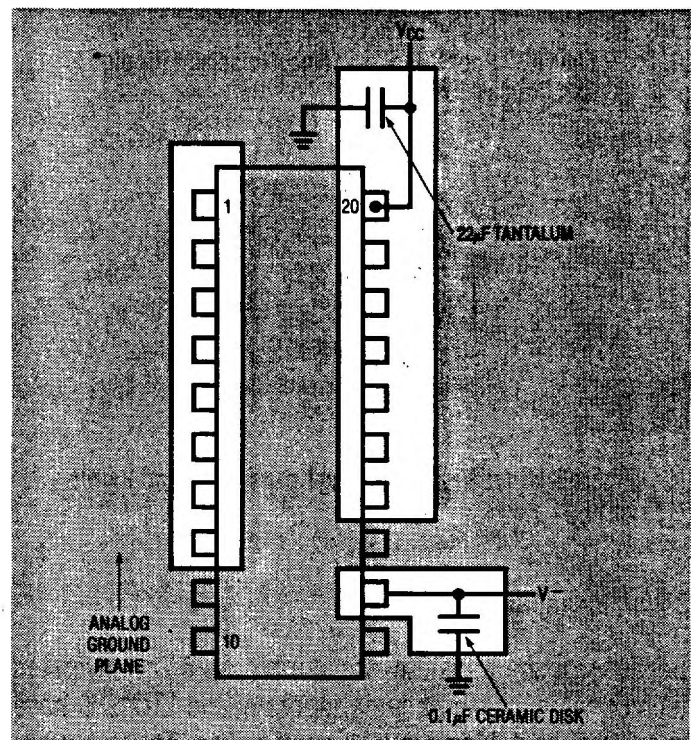 VCC
1
20
22µF TANTALUM
ANALOG
GROUND
PLANE
10
V−
0.1µF CERAMIC DISK